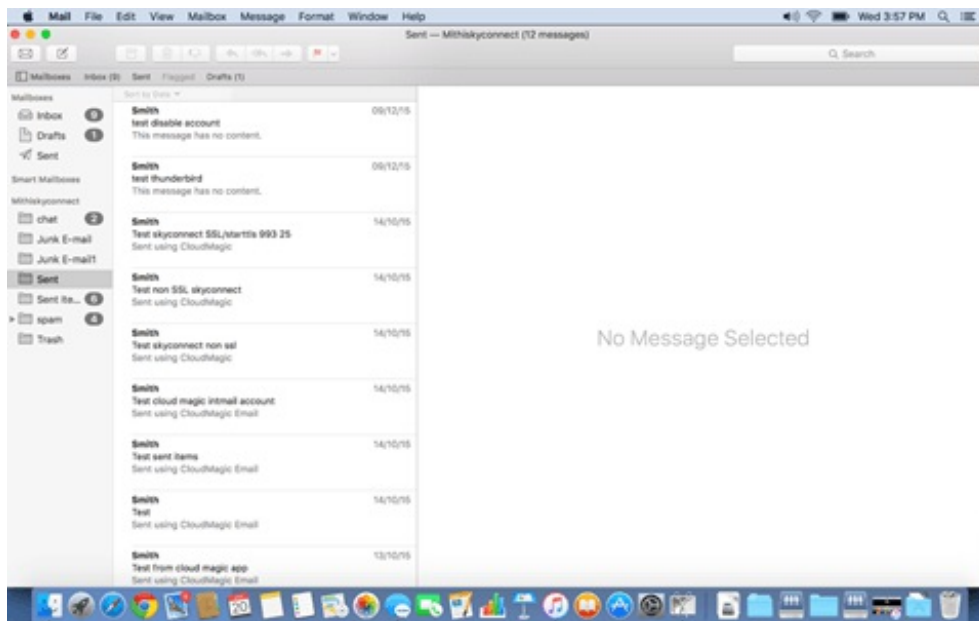 Mail File Edit View Mailbox Message Format Window Help Wed 3:57 PM
Sent — Mithiskyconnect (12 messages)
Search
Mailboxes Inbox (9) Sent Flagged Drafts (1)
Mailboxes
Inbox 9
Drafts 1
Sent
Smart Mailboxes
Mithiskyconnect
chat 2
Junk E-mail
Junk E-mail1
Sent
Sent Ite... 6
spam 4
Trash
Sort by Date
Smith 09/12/15
test disable account
This message has no content.
Smith 09/12/15
test thunderbird
This message has no content.
Smith 14/10/15
Test skyconnect SSL/starttls 993 25
Sent using CloudMagic
Smith 14/10/15
Test non SSL skyconnect
Sent using CloudMagic
Smith 14/10/15
Test skyconnect non ssl
Sent using CloudMagic
Smith 14/10/15
Test cloud magic intmail account
Sent using CloudMagic Email
Smith 14/10/15
Test sent items
Sent using CloudMagic Email
Smith 14/10/15
Test
Sent using CloudMagic Email
Smith 13/10/15
Test from cloud magic app
Sent using CloudMagic Email
No Message Selected
20